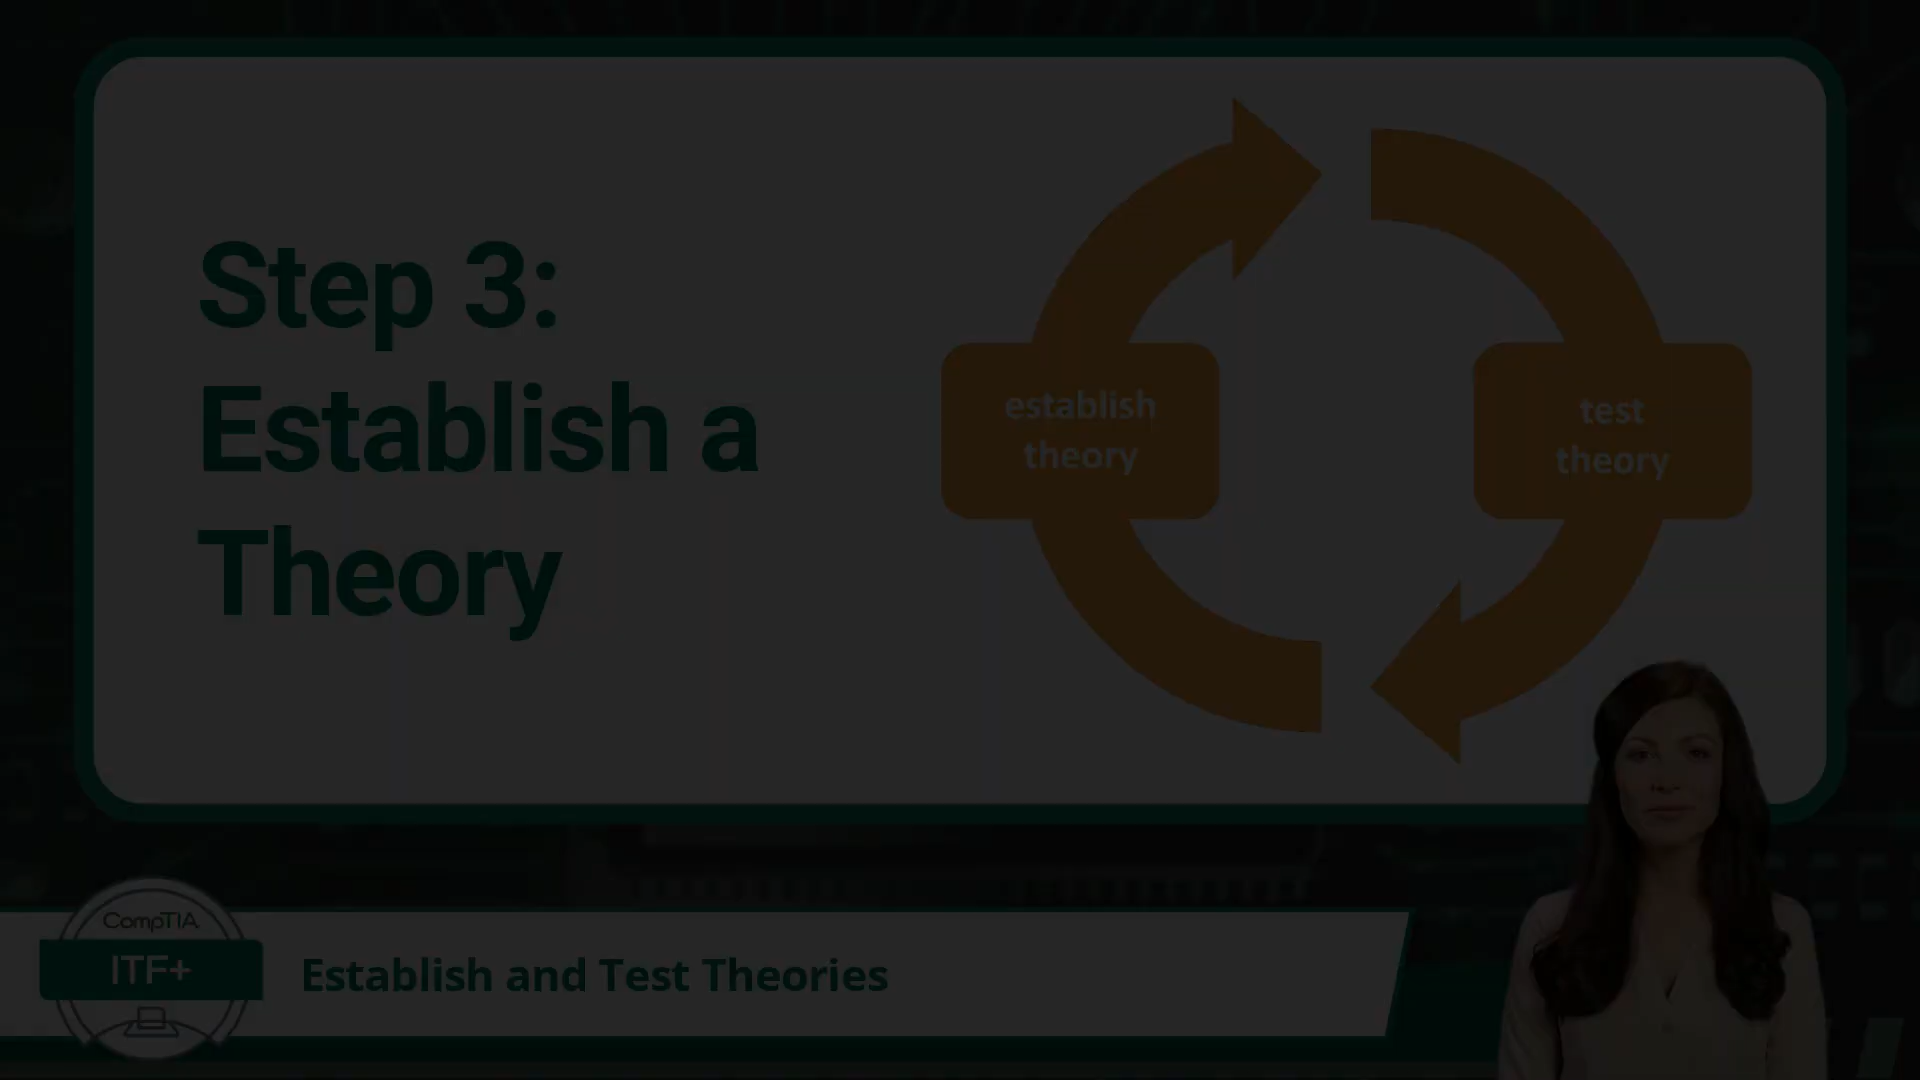 Step 3:
Establish a
Theory
establish
theory
test
theory
CompTIA
ITF+
Establish and Test Theories